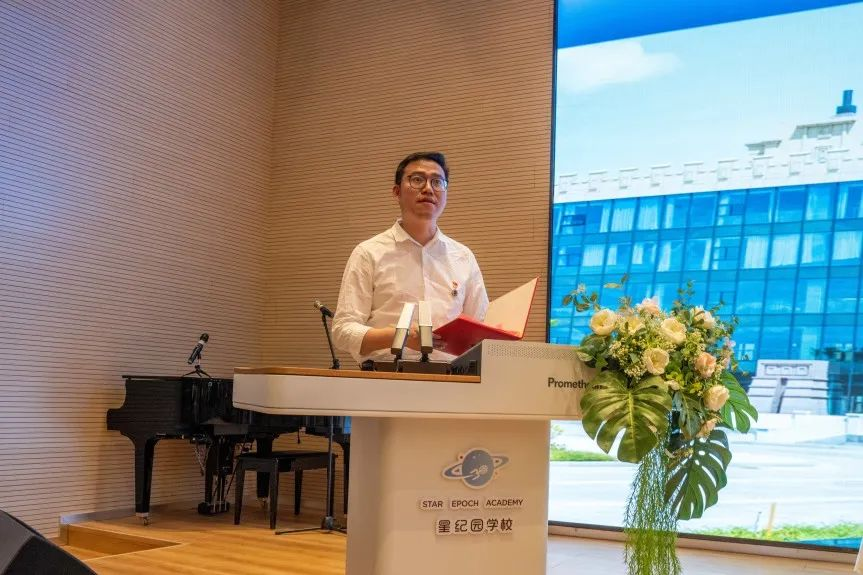 Prometh
STAR EPOCH ACADEMY
星纪园学校